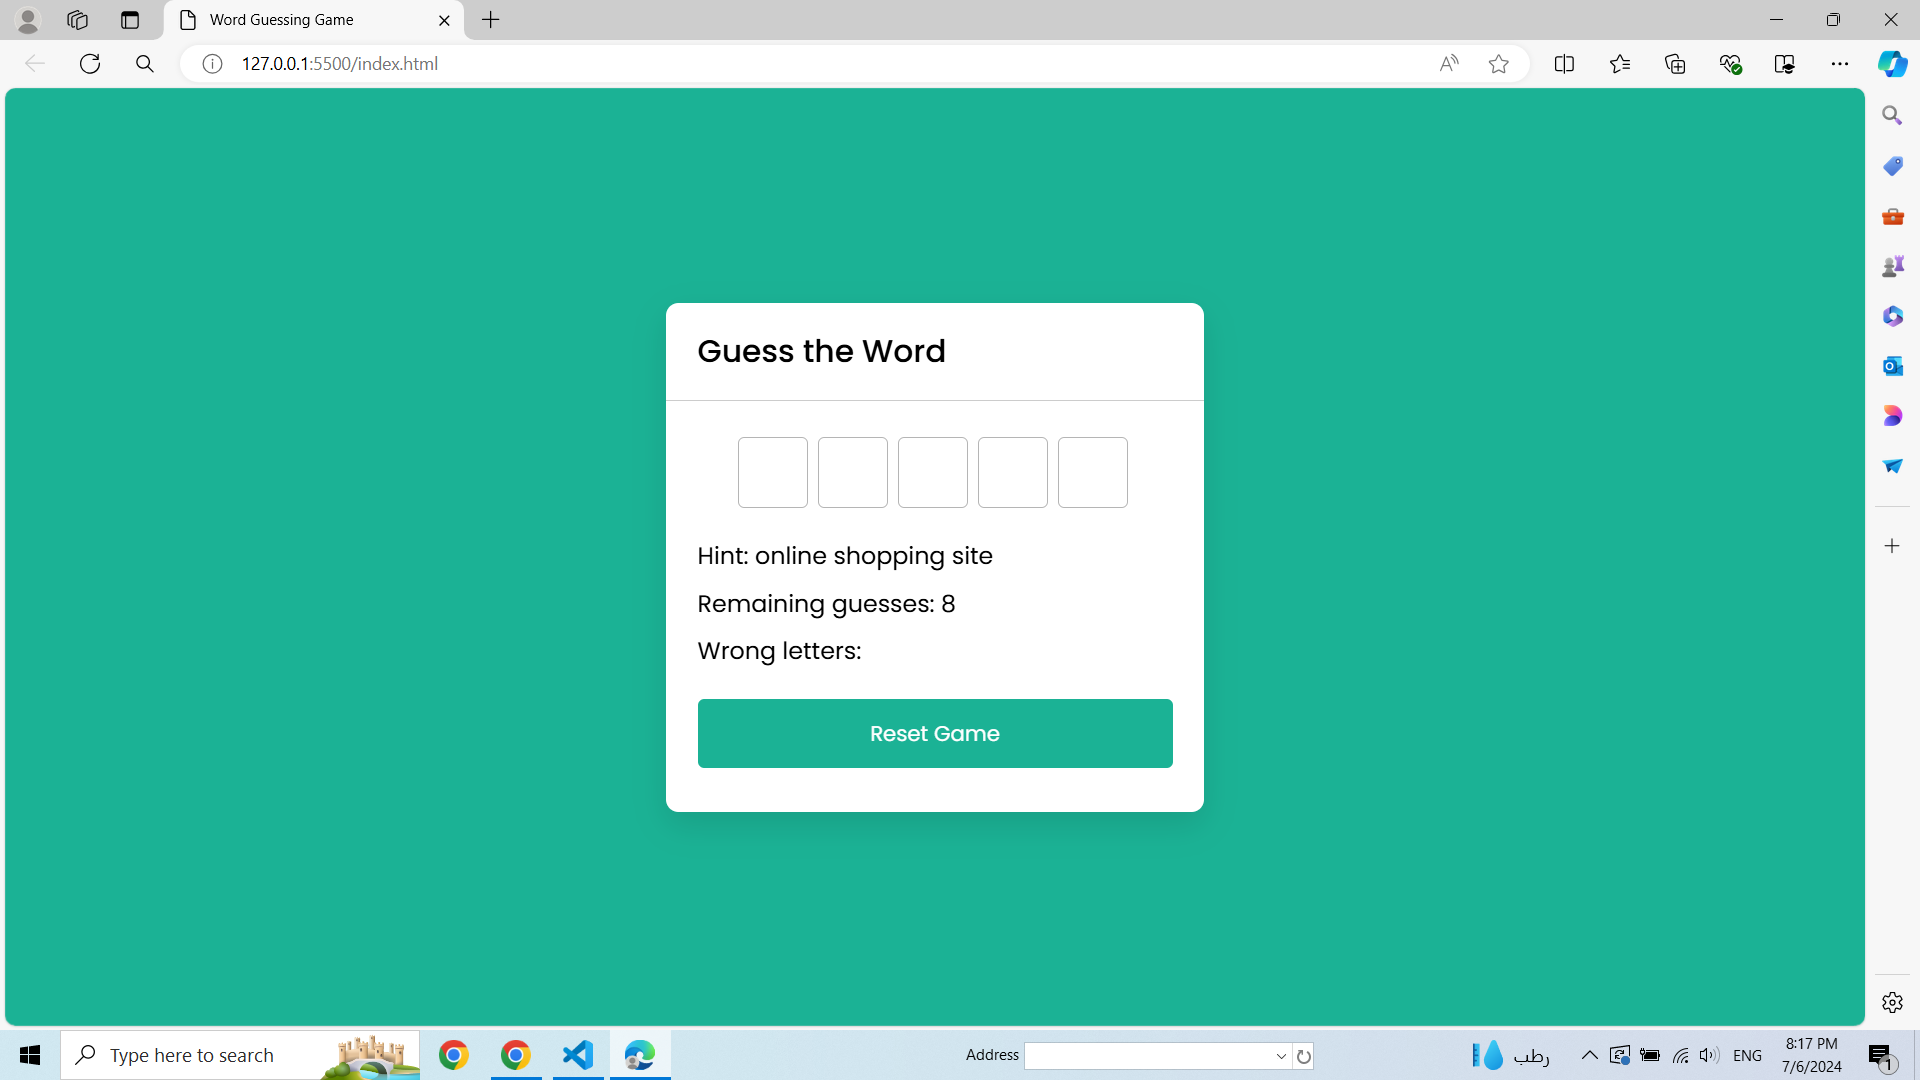 Word Guessing Game
127.0.0.1:5500/index.html
Guess the Word
Hint: online shopping site
Remaining guesses: 8
Wrong letters:
Reset Game
Type here to search
Address
رطب
ENG
8:17 PM
7/6/2024
1